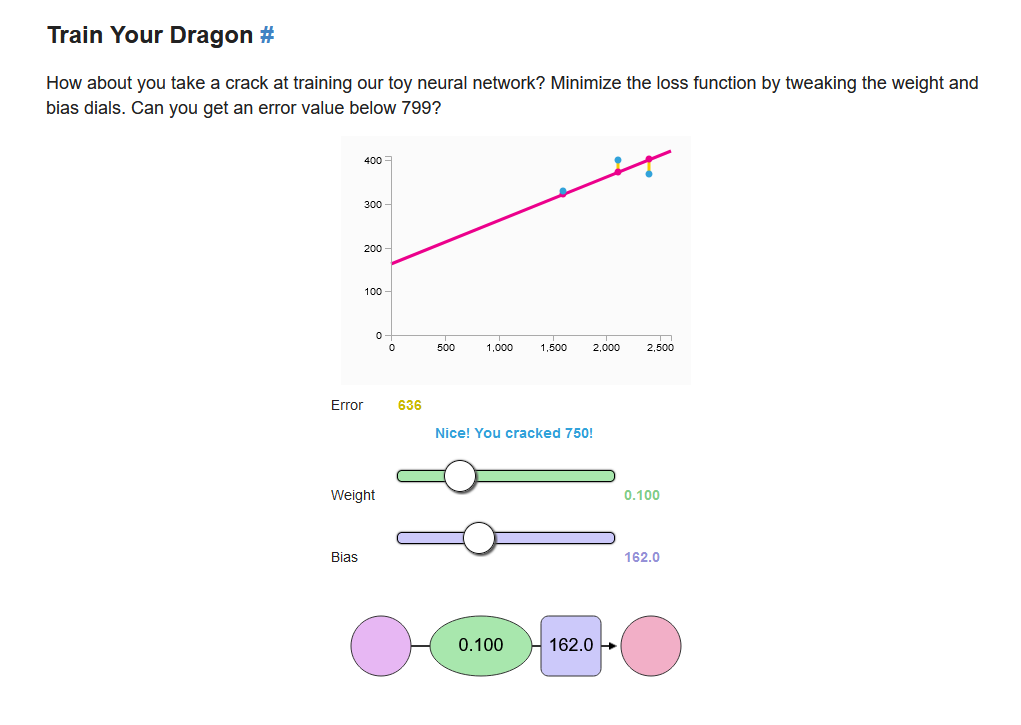 Train Your Dragon #
How about you take a crack at training our toy neural network? Minimize the loss function by tweaking the weight and
bias dials. Can you get an error value below 799?
400
300
200
100
0
0 500 1,000 1,500 2,000 2,500
Error 636
Nice! You cracked 750!
Weight 0.100
Bias 162.0
0.100 162.0